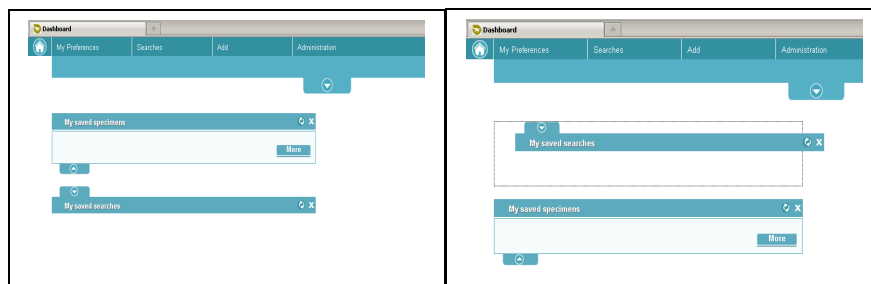 Dashboard
My Preferences Searches Add Administration
My saved specimens
More
My saved searches
Dashboard
My Preferences Searches Add Administration
My saved searches
My saved specimens
More